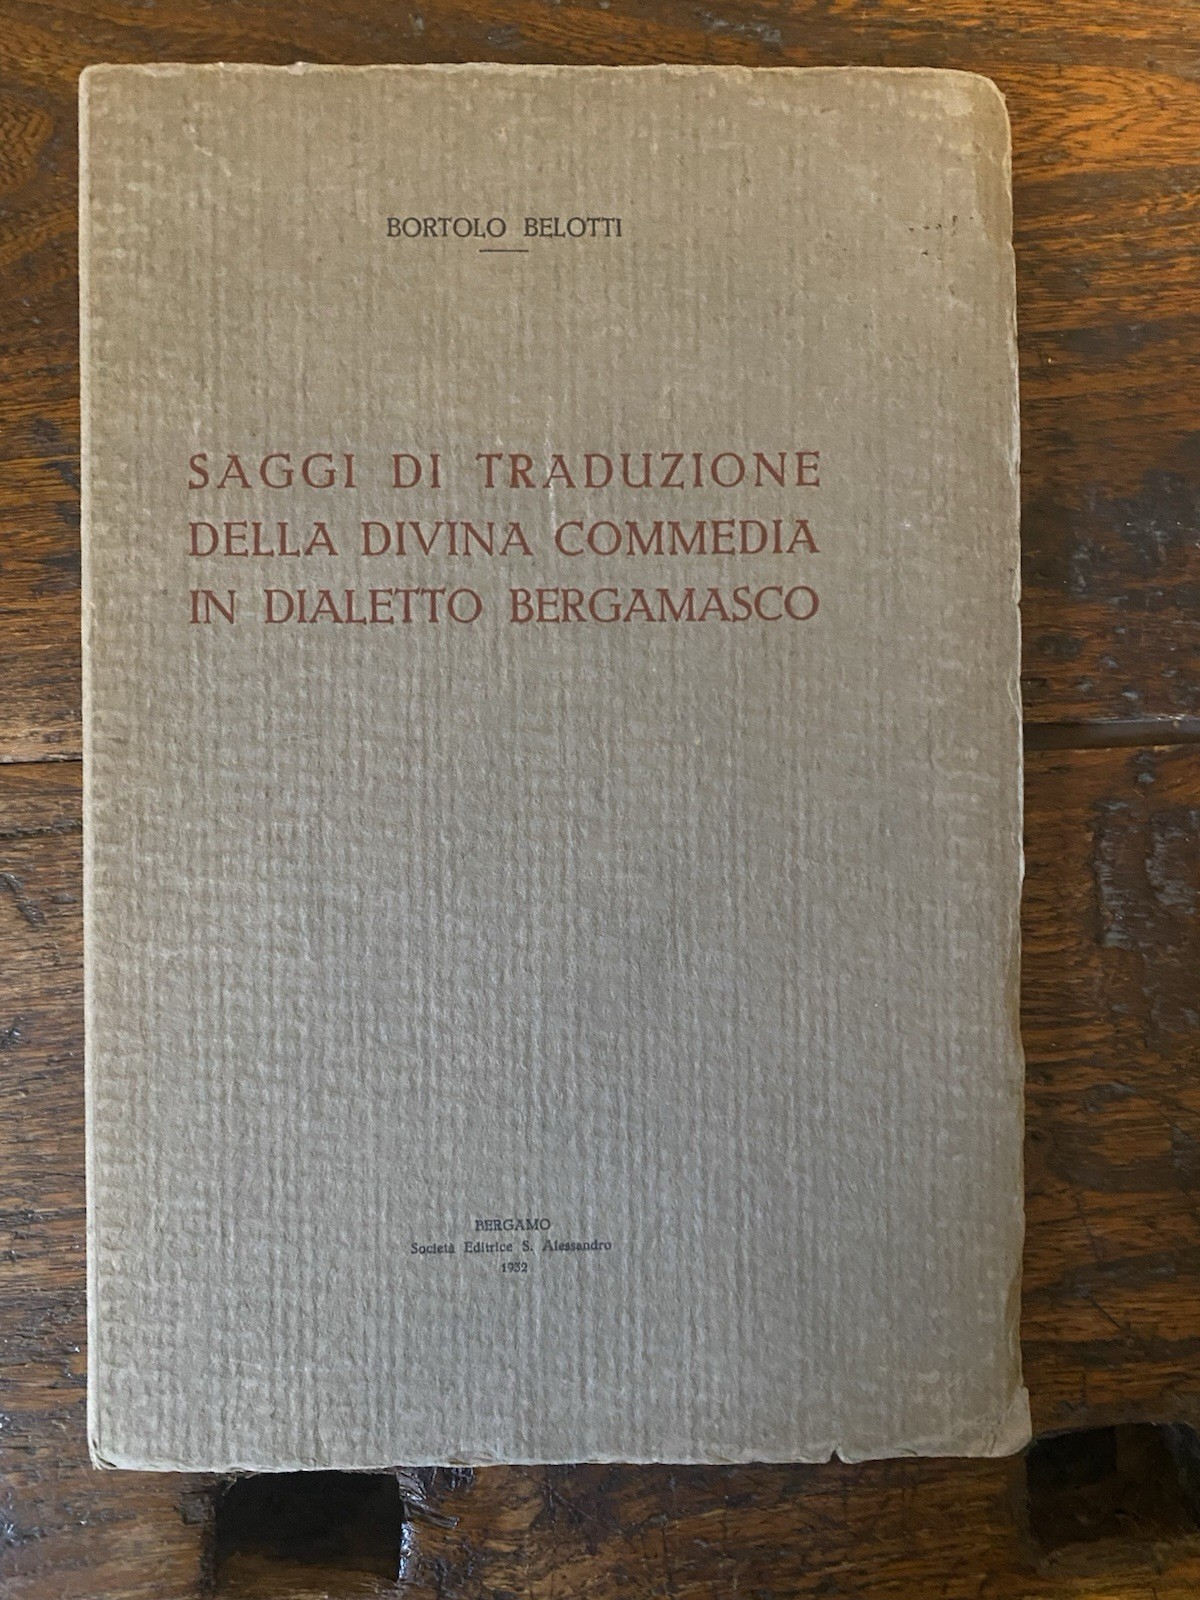 BORTOLO BELOTTI
SAGGI DI TRADUZIONE
DELLA DIVINA COMMEDIA
IN DIALETTO BERGAMASCO
BERGAMO
Società Editrice S. Alessandro
1932